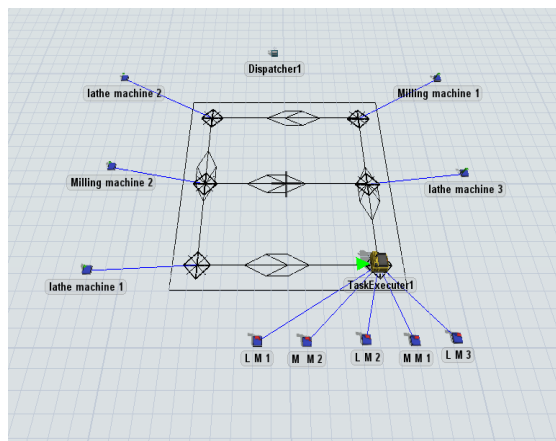 Dispatcher1
lathe machine 2
Milling machine 1
Milling machine 2
lathe machine 3
lathe machine 1
TaskExecuter1
L M 1
M M 2
L M 2
M M 1
L M 3